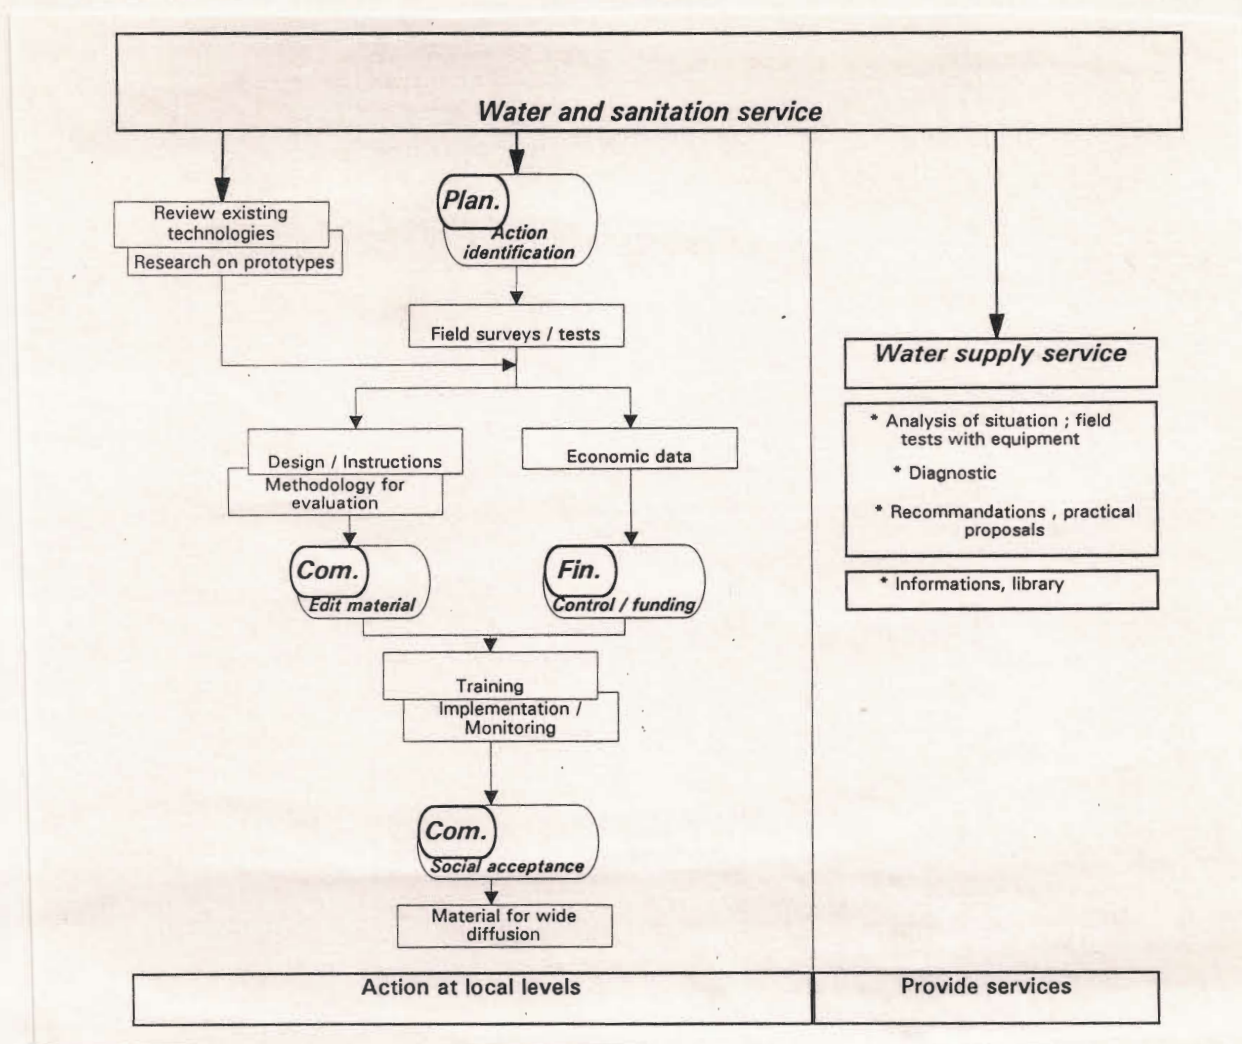 Water and sanitation service
Review existing
technologies
Research on prototypes
Plan.
Action
identification
Field surveys / tests
Design / Instructions
Methodology for
evaluation
Economic data
Com.
Edit material
Fin.
Control / funding
Training
Implementation /
Monitoring
Com.
Social acceptance
Material for wide
diffusion
Action at local levels
Water supply service
* Analysis of situation ; field
tests with equipment
* Diagnostic
* Recommandations , practical
proposals
* Informations, library
Provide services